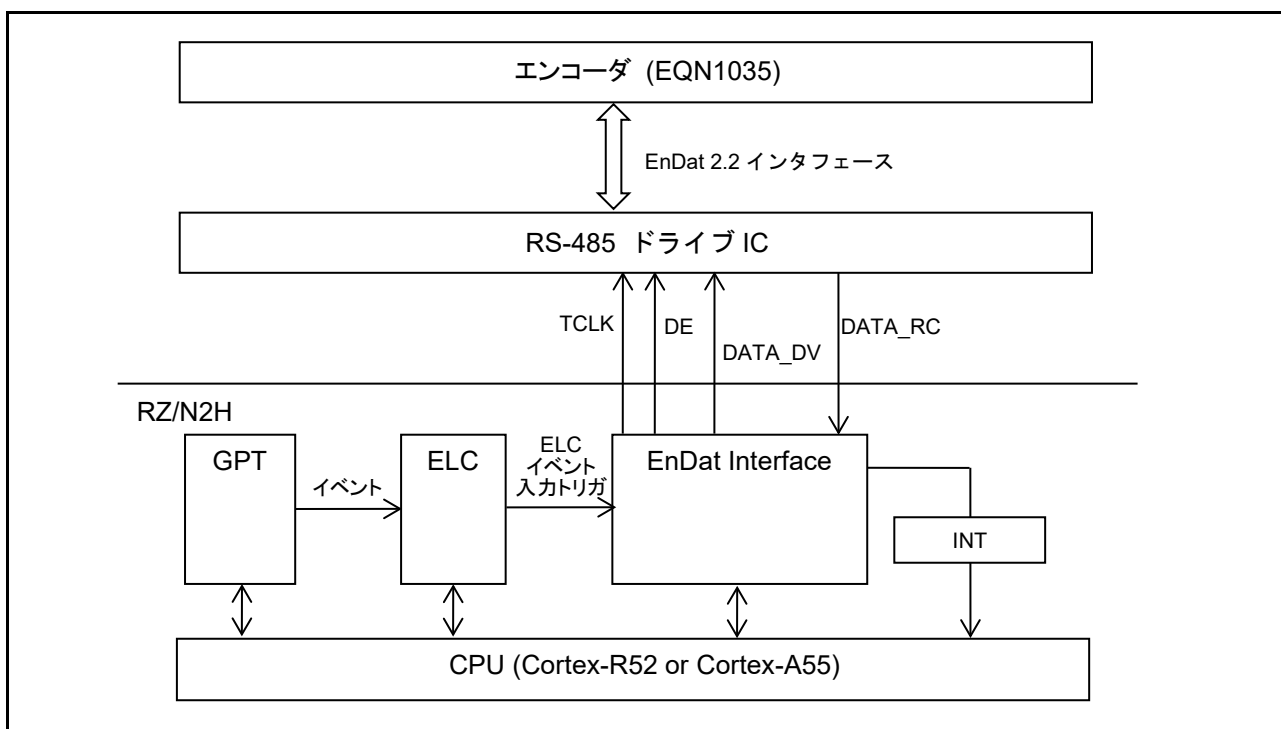 エンコーダ (EQN1035)
EnDat 2.2 インタフェース
RS-485 ドライブ IC
TCLK
DE
DATA_DV
DATA_RC
RZ/N2H
GPT
イベント
ELC
ELC
イベント
入力トリガ
EnDat Interface
INT
CPU (Cortex-R52 or Cortex-A55)